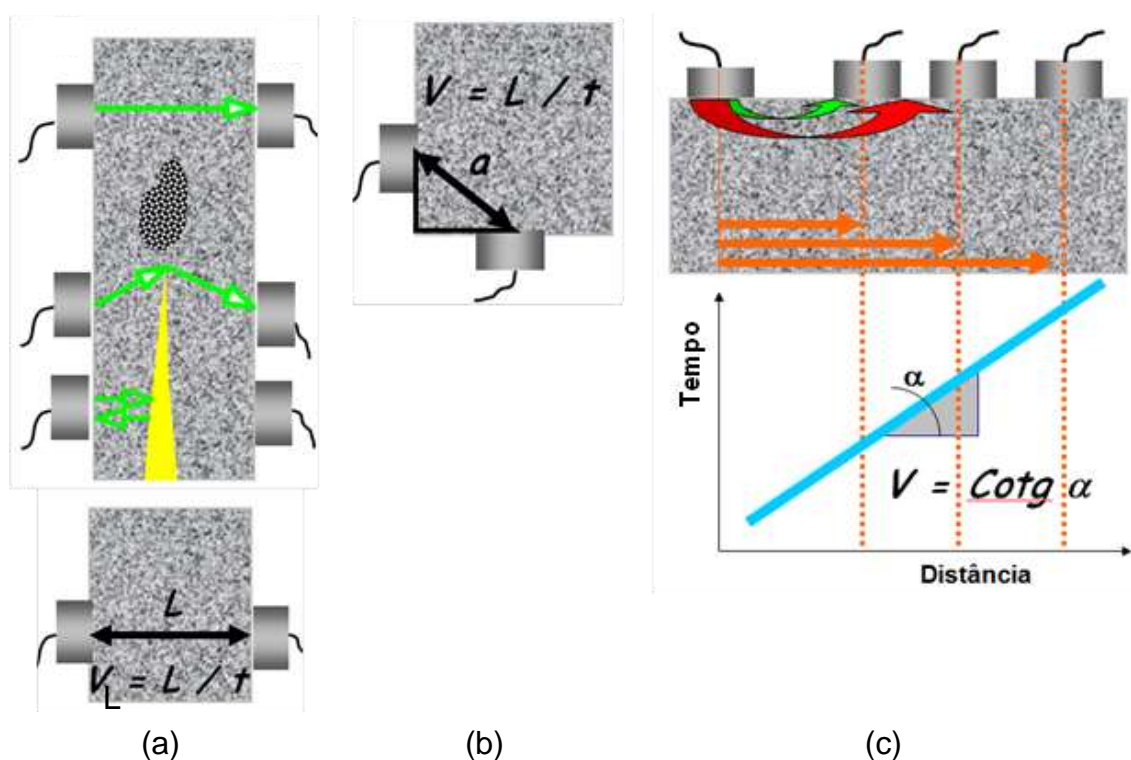 V = L / t
a
L
V_L = L / t
Tempo
α
V = Cotg α
Distância
(a) (b) (c)